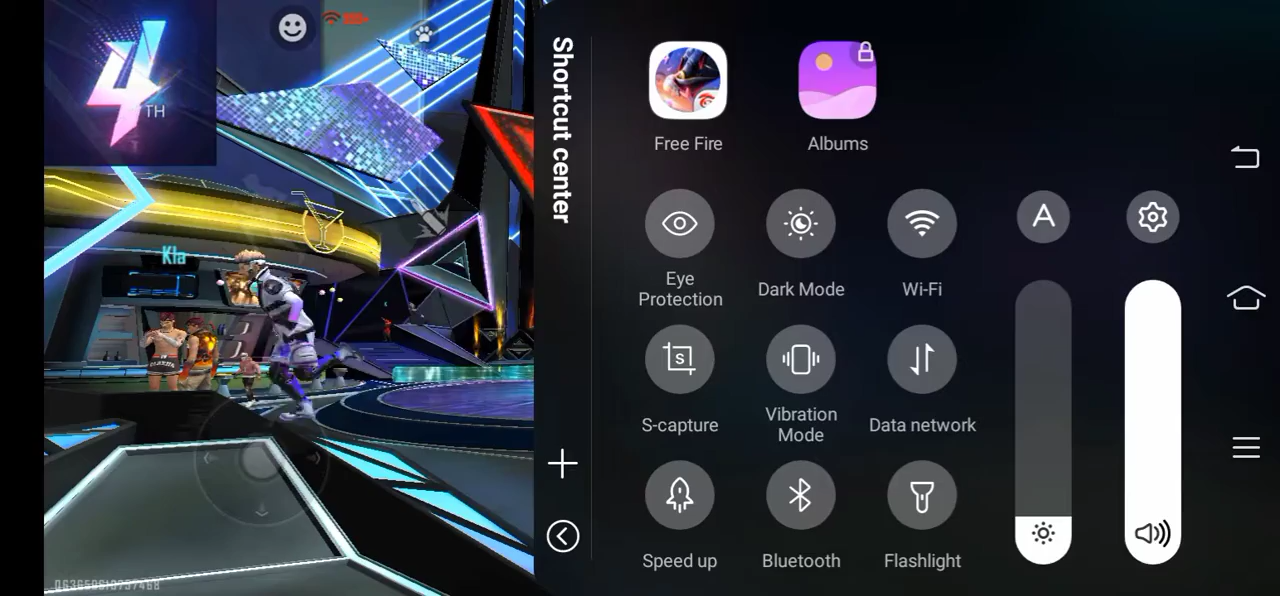 4
TH
Kla
Shortcut center
Free Fire
Albums
Eye
Protection
Dark Mode
Wi-Fi
A
S
S-capture
Vibration
Mode
Data network
Speed up
Bluetooth
Flashlight